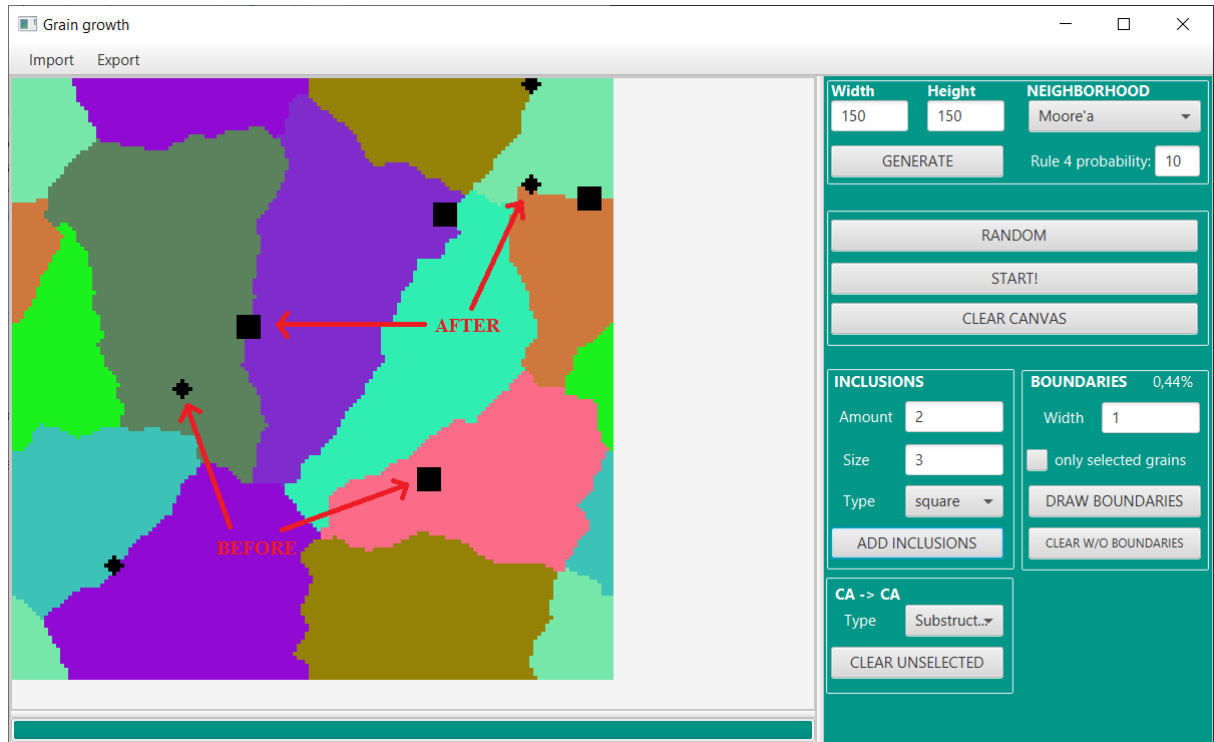 Grain growth
Import Export
Width Height NEIGHBORHOOD
150 150 Moore'a
GENERATE Rule 4 probability: 10
RANDOM
START!
CLEAR CANVAS
AFTER
INCLUSIONS BOUNDARIES 0,44%
Amount 2 Width 1
Size 3 only selected grains
Type square DRAW BOUNDARIES
ADD INCLUSIONS CLEAR W/O BOUNDARIES
BEFORE
CA -> CA
Type Substruct...
CLEAR UNSELECTED